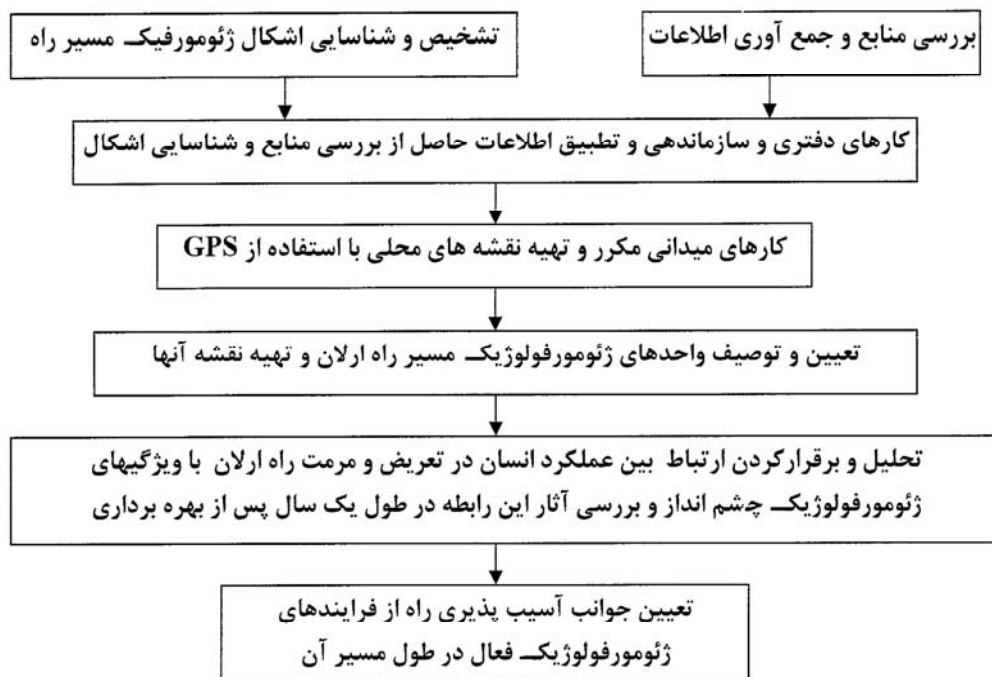 بررسی منابع و جمع آوری اطلاعات
تشخیص و شناسایی اشکال ژئومورفیک مسیر راه
کارهای دفتری و سازماندهی و تطبیق اطلاعات حاصل از بررسی منابع و شناسایی اشکال
کارهای میدانی مکرر و تهیه نقشه های محلی با استفاده از GPS
تعیین و توصیف واحدهای ژئومورفولوژیک مسیر راه ارلان و تهیه نقشه آنها
تحلیل و برقرارکردن ارتباط بین عملکرد انسان در تعریض و مرمت راه ارلان با ویژگیهای
ژئومورفولوژیک چشم انداز و بررسی آثار این رابطه در طول یک سال پس از بهره برداری
تعیین جوانب آسیب پذیری راه از فرایندهای
ژئومورفولوژیک فعال در طول مسیر آن